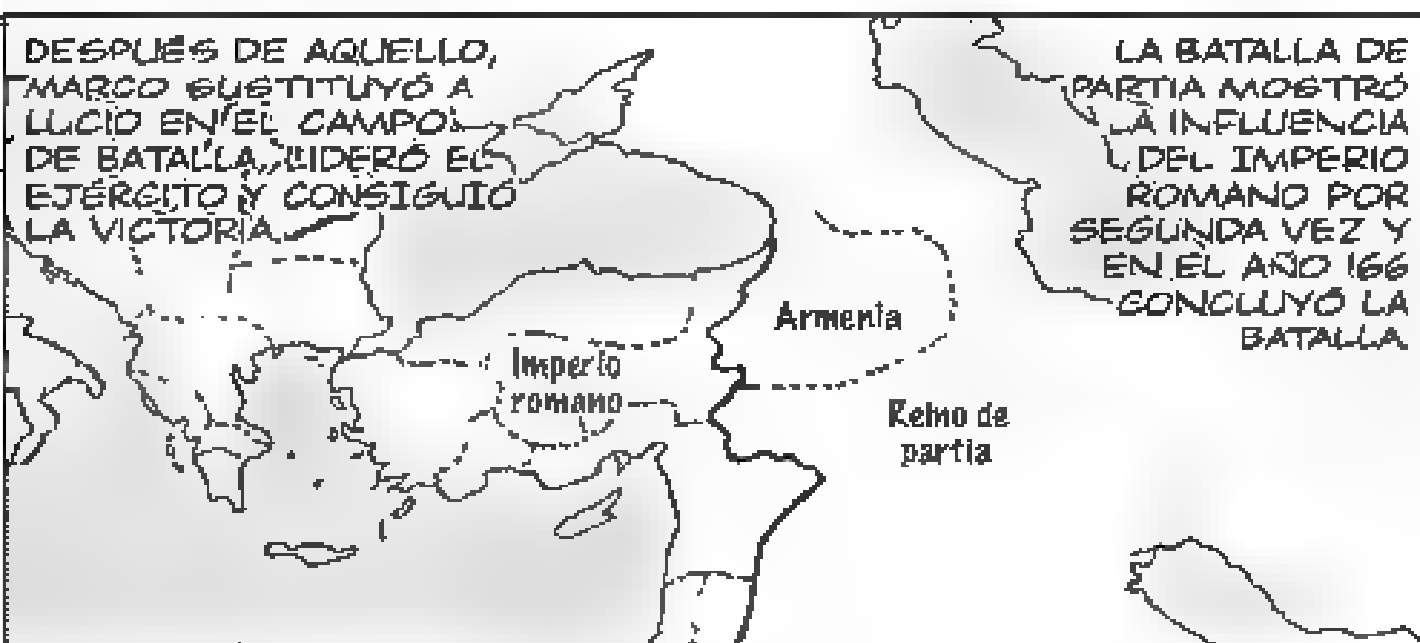 DESPUÉS DE AQUELLO,
MARCO SUSTITUYÓ A
LUCIO EN EL CAMPO
DE BATALLA, LIDERÓ EL
EJÉRCITO Y CONSIGUIÓ
LA VICTORIA.
LA BATALLA DE
PARTIA MOSTRÓ
LA INFLUENCIA
DEL IMPERIO
ROMANO POR
SEGUNDA VEZ Y
EN EL AÑO 166
CONCLUYÓ LA
BATALLA.
Armenia
Imperio
romano
Reino de
partia